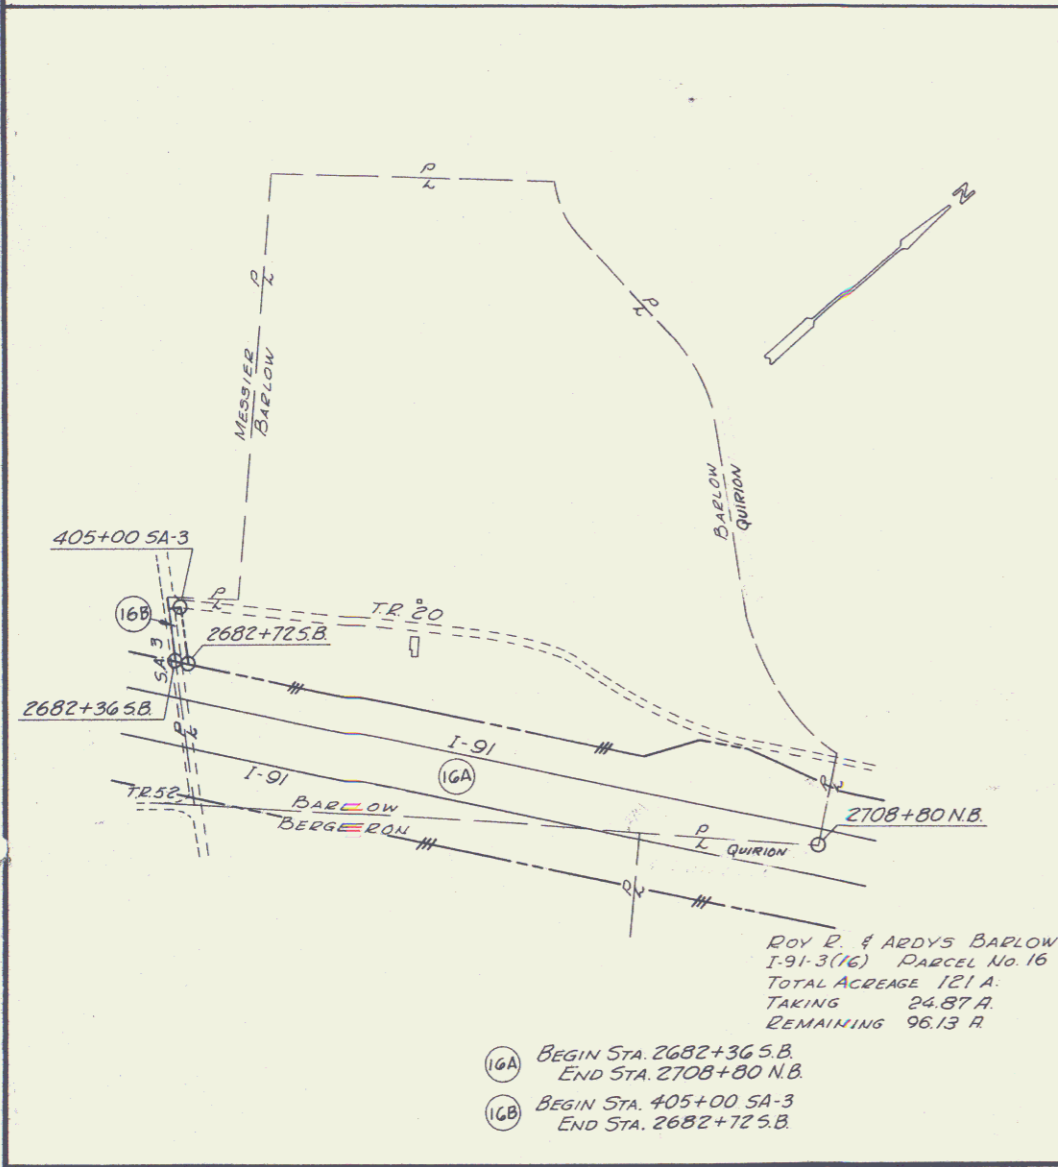 P
L
N
P
L
P
L
MESSIER
BARLOW
BARLOW
QUIRION
405+00 SA-3
P
L
16B
T.R. 20
2682+72 S.B.
SA. 3
2682+36 S.B.
P
L
I-91
16A
I-91
P
L
T.R. 52
BARLOW
BERGERON
2708+80 N.B.
P
L QUIRION
P
L
ROY R. & ARDYS BARLOW
I-91-3(16) PARCEL No. 16
TOTAL ACREAGE 121 A.
TAKING 24.87 A.
REMAINING 96.13 A.
16A BEGIN STA. 2682+36 S.B.
END STA. 2708+80 N.B.
16B BEGIN STA. 405+00 SA-3
END STA. 2682+72 S.B.